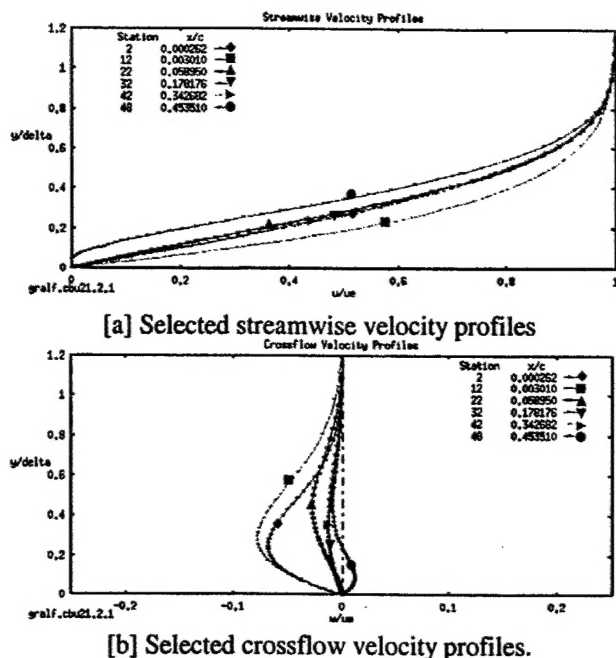 Streamwise Velocity Profiles
Station x/c
2 0.000262
12 0.003010
22 0.058950
32 0.178176
42 0.342682
48 0.453510
1.2
1
0.8
y/delta
0.6
0.4
0.2
0
0 0.2 0.4 0.6 0.8 1
u/ue
gralf.cbu21.2.1
[a] Selected streamwise velocity profiles
Crossflow Velocity Profiles
Station x/c
2 0.000262
12 0.003010
22 0.058950
32 0.178176
42 0.342682
48 0.453510
1.2
1
0.8
y/delta
0.6
0.4
0.2
0
-0.2 -0.1 0 0.1 0.2
w/ue
gralf.cbu21.2.1
[b] Selected crossflow velocity profiles.